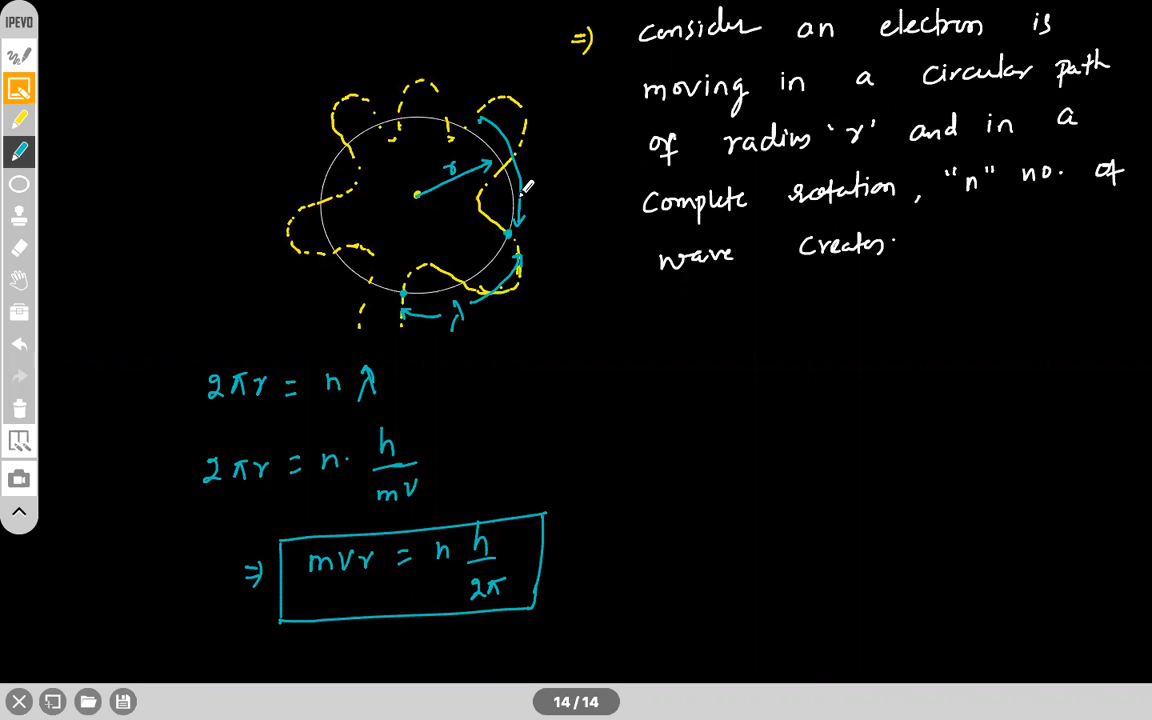 IPEVO
⇒ Consider an electron is
moving in a circular path
of radius 'r' and in a
Complete rotation, "n" no. of
wave Creates.
r
λ
2πr = nλ
2πr = n. h/mv
⇒ mvr = n h/2π
14 / 14